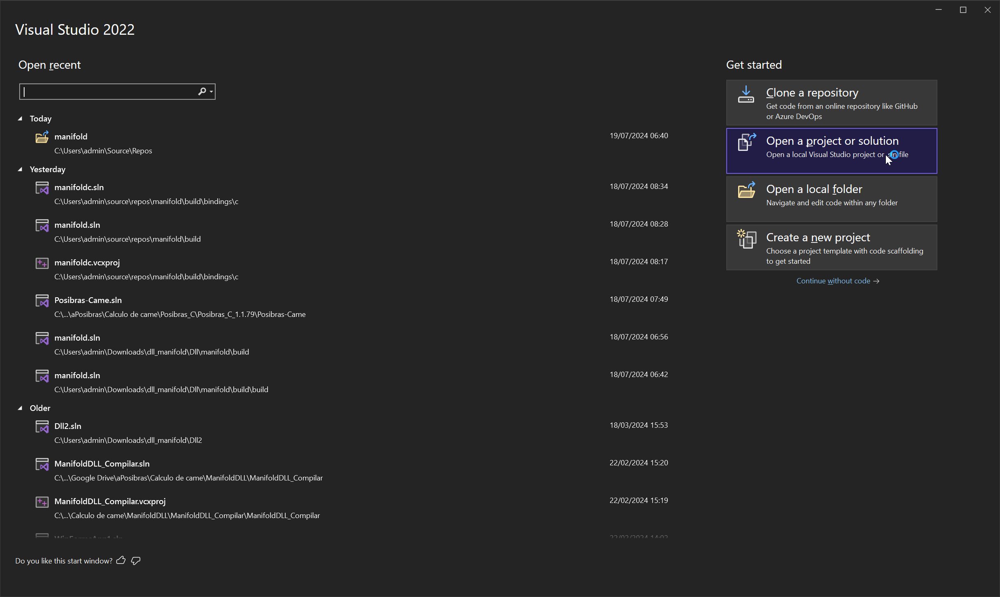 Visual Studio 2022
Open recent
Today
manifold
19/07/2024 06:40
C:\Users\admin\Source\Repos
Yesterday
manifoldc.sln
18/07/2024 08:34
C:\Users\admin\source\repos\manifold\build\bindings\c
manifold.sln
18/07/2024 08:28
C:\Users\admin\source\repos\manifold\build
manifoldc.vcxproj
18/07/2024 08:17
C:\Users\admin\source\repos\manifold\build\bindings\c
Posibras-Came.sln
18/07/2024 07:49
C:\...\aPosibras\Calculo de came\Posibras_C\Posibras_C_1.1.79\Posibras-Came
manifold.sln
18/07/2024 06:56
C:\Users\admin\Downloads\dll_manifold\Dll\manifold\build
manifold.sln
18/07/2024 06:42
C:\Users\admin\Downloads\dll_manifold\Dll\manifold\build\build
Older
Dll2.sln
18/03/2024 15:53
C:\Users\admin\Downloads\dll_manifold\Dll2
ManifoldDLL_Compilar.sln
22/02/2024 15:20
C:\...\Google Drive\aPosibras\Calculo de came\ManifoldDLL\ManifoldDLL_Compilar
ManifoldDLL_Compilar.vcxproj
22/02/2024 15:19
C:\...\Calculo de came\ManifoldDLL\ManifoldDLL_Compilar\ManifoldDLL_Compilar
Do you like this start window?
Get started
Clone a repository
Get code from an online repository like GitHub
or Azure DevOps
Open a project or solution
Open a local Visual Studio project or .sln file
Open a local folder
Navigate and edit code within any folder
Create a new project
Choose a project template with code scaffolding
to get started
Continue without code →